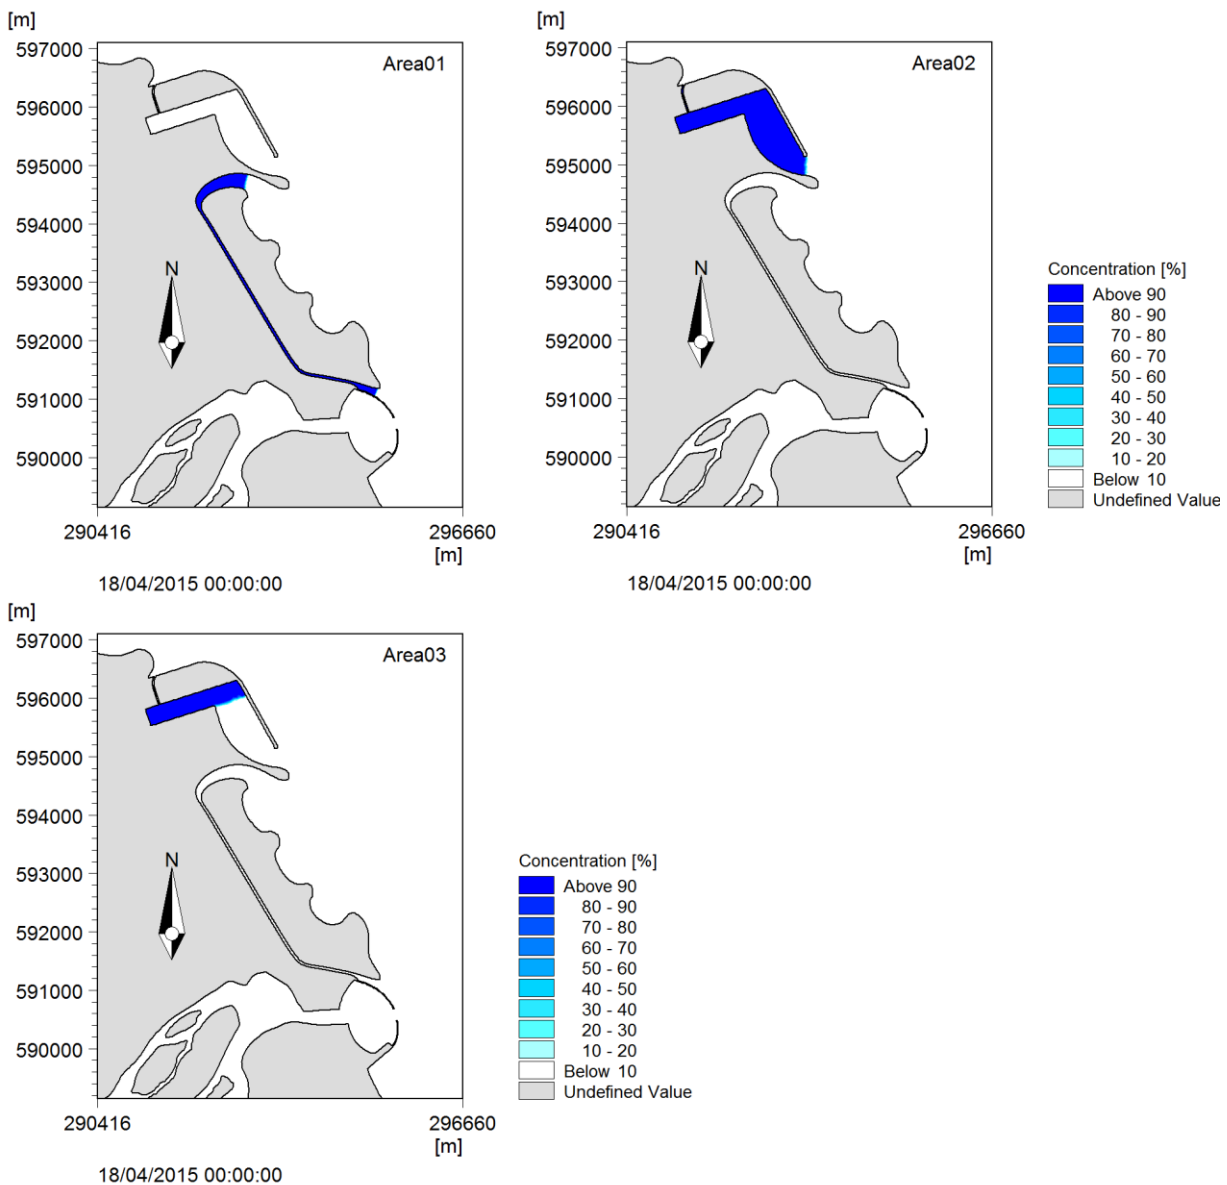 [m]
597000
596000
595000
594000
593000
592000
591000
590000
Area01
N
290416
296660
[m]
18/04/2015 00:00:00
[m]
597000
596000
595000
594000
593000
592000
591000
590000
Area02
N
290416
296660
[m]
18/04/2015 00:00:00
Concentration [%]
Above 90
80 - 90
70 - 80
60 - 70
50 - 60
40 - 50
30 - 40
20 - 30
10 - 20
Below 10
Undefined Value
[m]
597000
596000
595000
594000
593000
592000
591000
590000
Area03
N
290416
296660
[m]
18/04/2015 00:00:00
Concentration [%]
Above 90
80 - 90
70 - 80
60 - 70
50 - 60
40 - 50
30 - 40
20 - 30
10 - 20
Below 10
Undefined Value